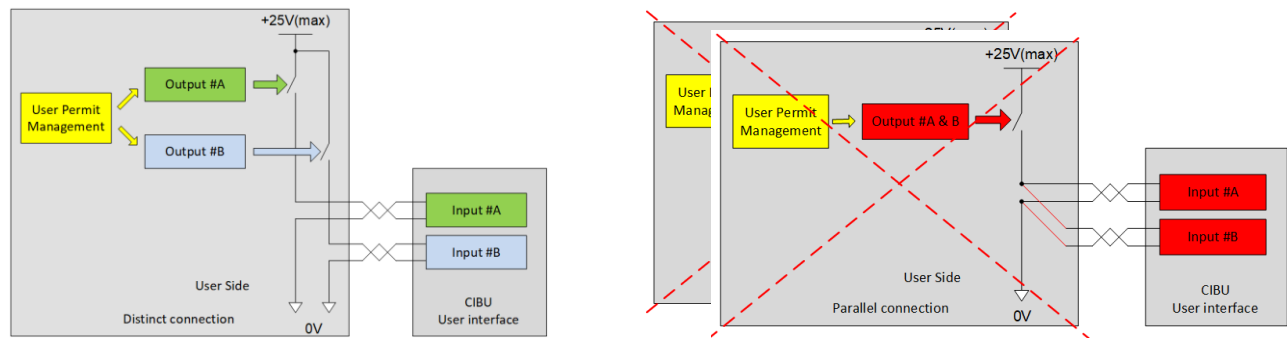 +25V(max)
Output #A
User Permit
Management
Output #B
Input #A
Input #B
User Side
CIBU
User interface
Distinct connection
0V
+25V(max)
User
Output #A & B
User Permit
Management
Input #A
Input #B
User Side
CIBU
User interface
Parallel connection
0V